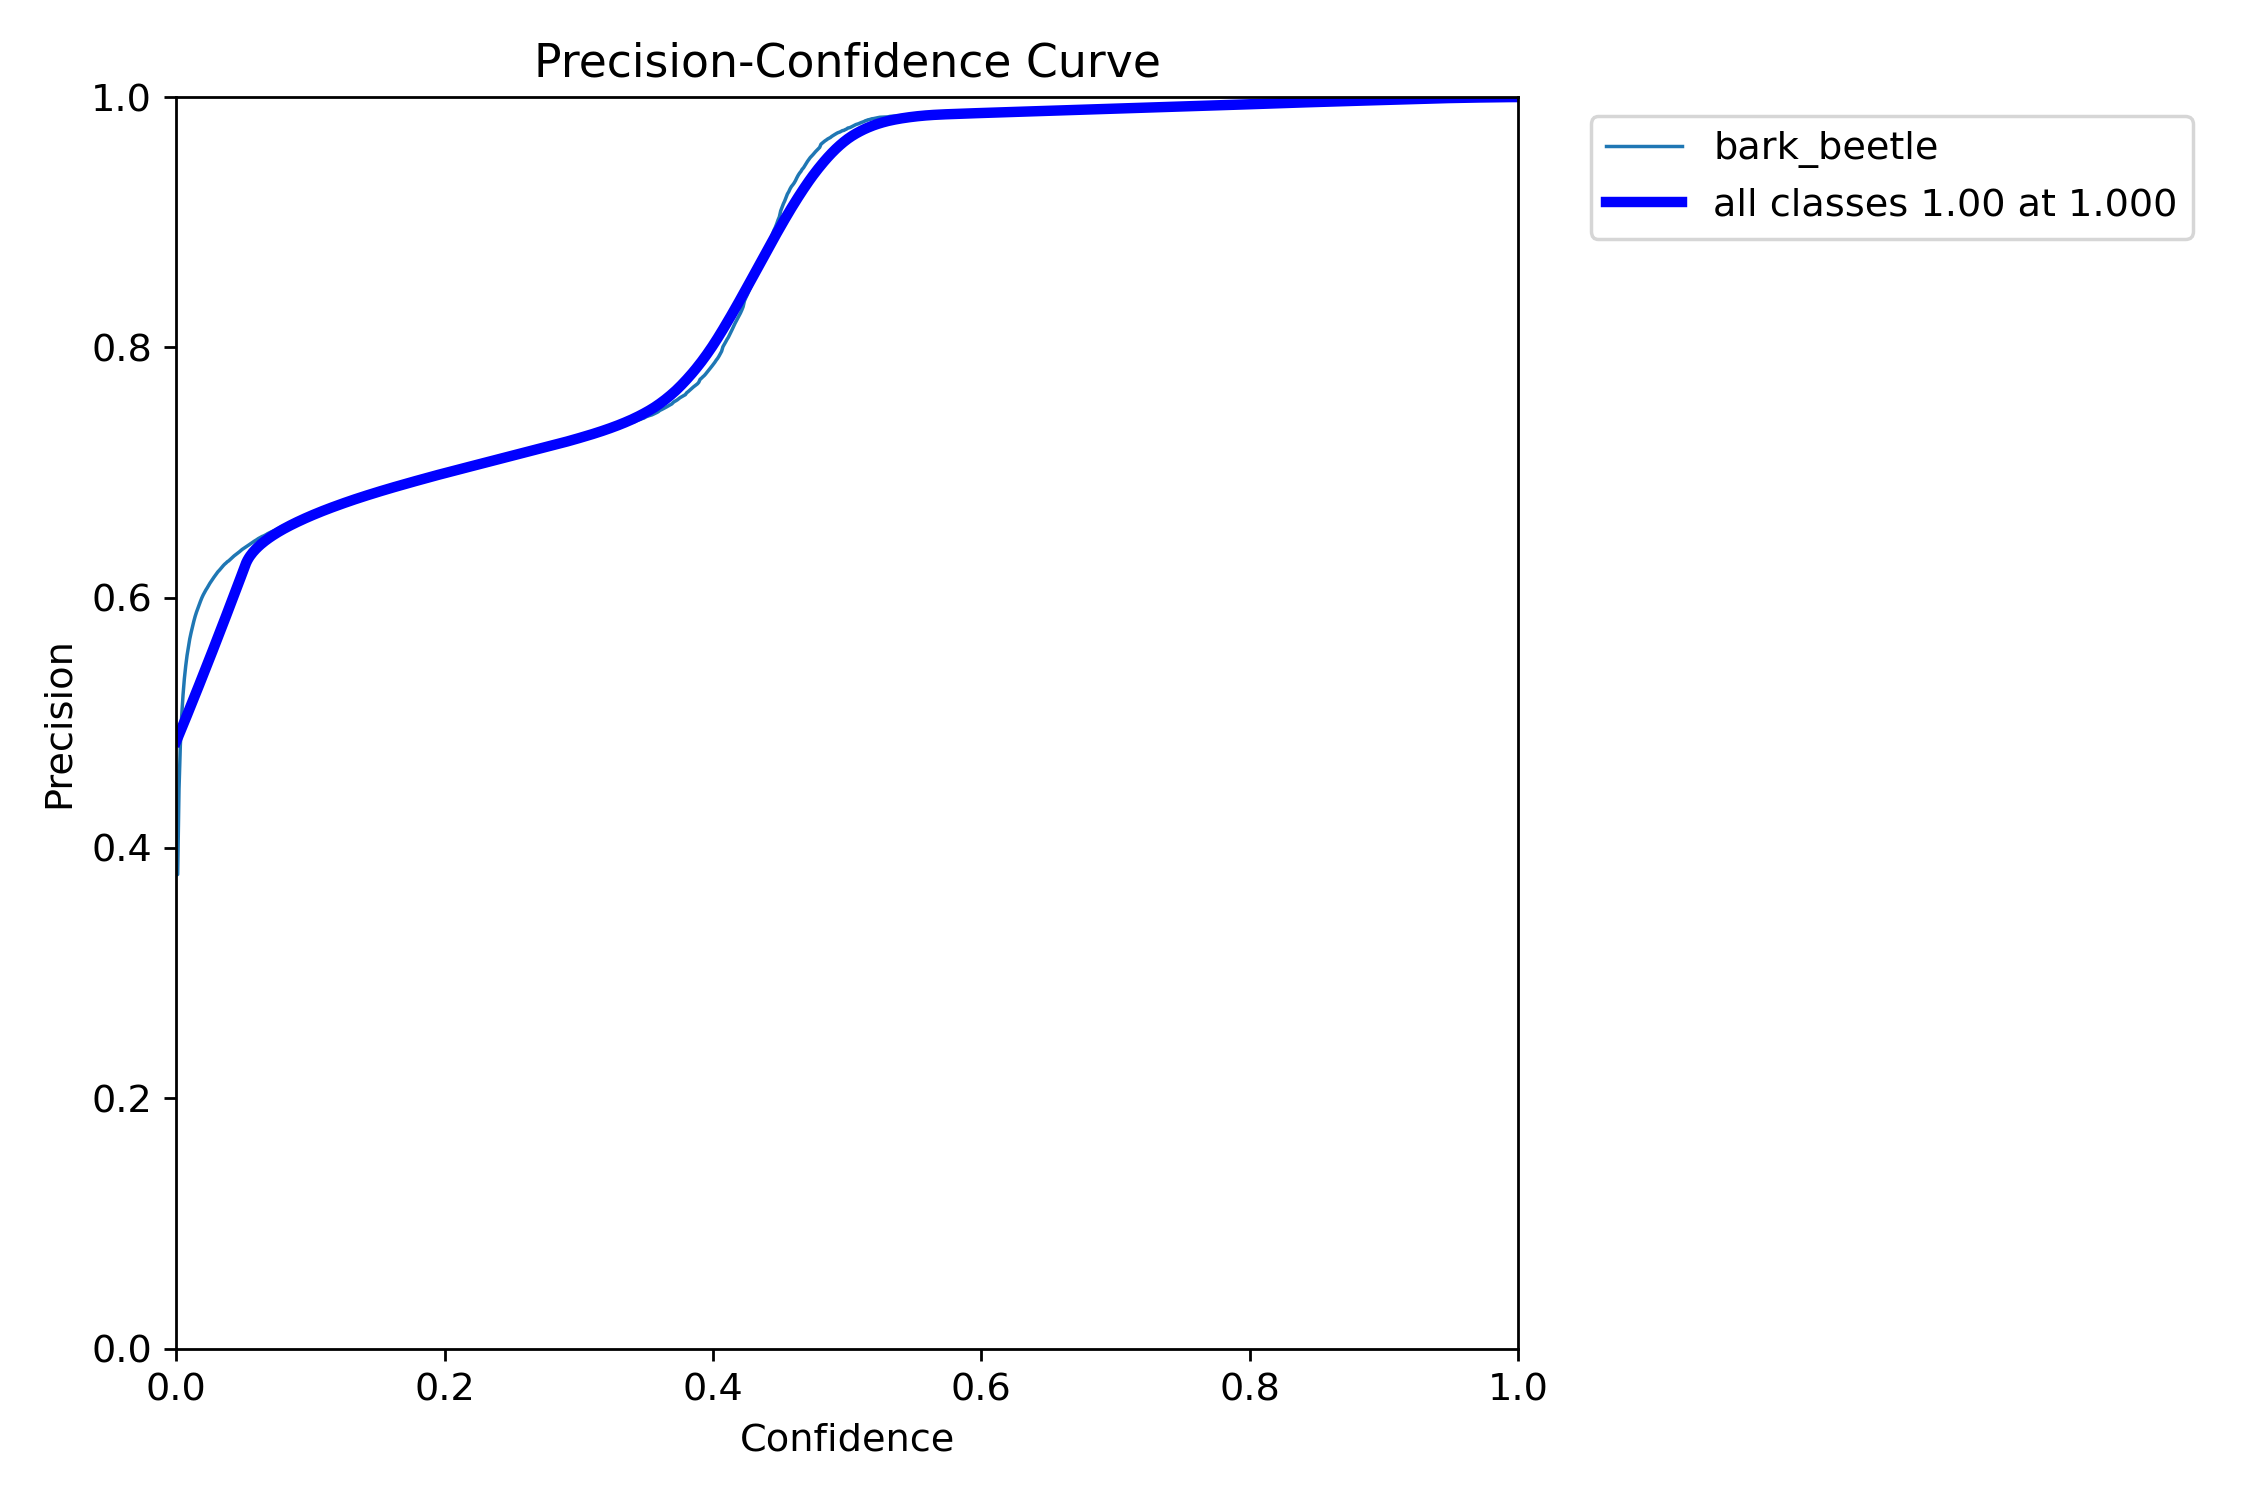 Precision-Confidence Curve
bark_beetle
all classes 1.00 at 1.000
Precision
1.0
0.8
0.6
0.4
0.2
0.0
0.0 0.2 0.4 0.6 0.8 1.0
Confidence